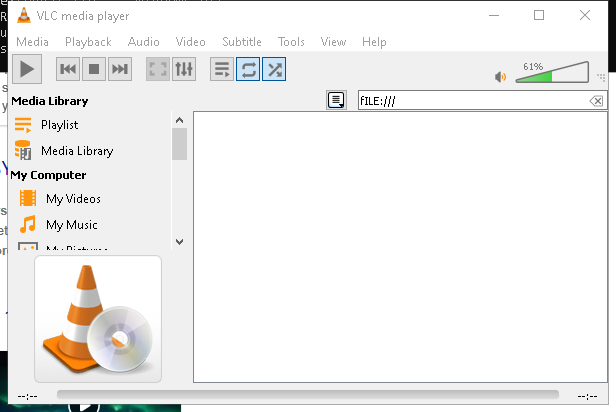 VLC media player
Media Playback Audio Video Subtitle Tools View Help
61%
Media Library
fILE:///
Playlist
Media Library
My Computer
My Videos
My Music
My Pictures
--:-- --:--